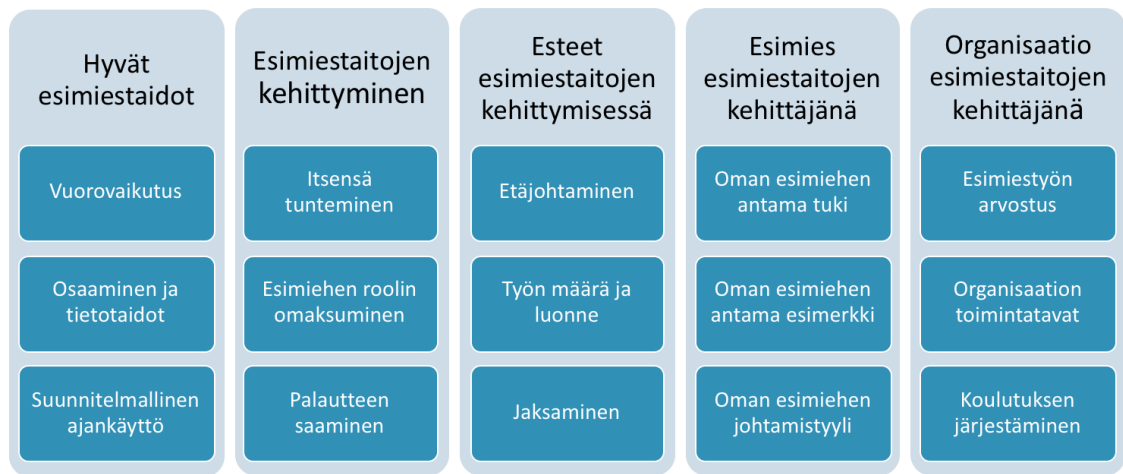 Hyvät
esimiestaidot
Vuorovaikutus
Osaaminen ja
tietotaidot
Suunnitelmallinen
ajankäyttö
Esimiestaitojen
kehittyminen
Itsensä
tunteminen
Esimiehen roolin
omaksuminen
Palautteen
saaminen
Esteet
esimiestaitojen
kehittymisessä
Etäjohtaminen
Työn määrä ja
luonne
Jaksaminen
Esimies
esimiestaitojen
kehittäjänä
Oman esimiehen
antama tuki
Oman esimiehen
antama esimerkki
Oman esimiehen
johtamistyyli
Organisaatio
esimiestaitojen
kehittäjänä
Esimiestyön
arvostus
Organisaation
toimintatavat
Koulutuksen
järjestäminen